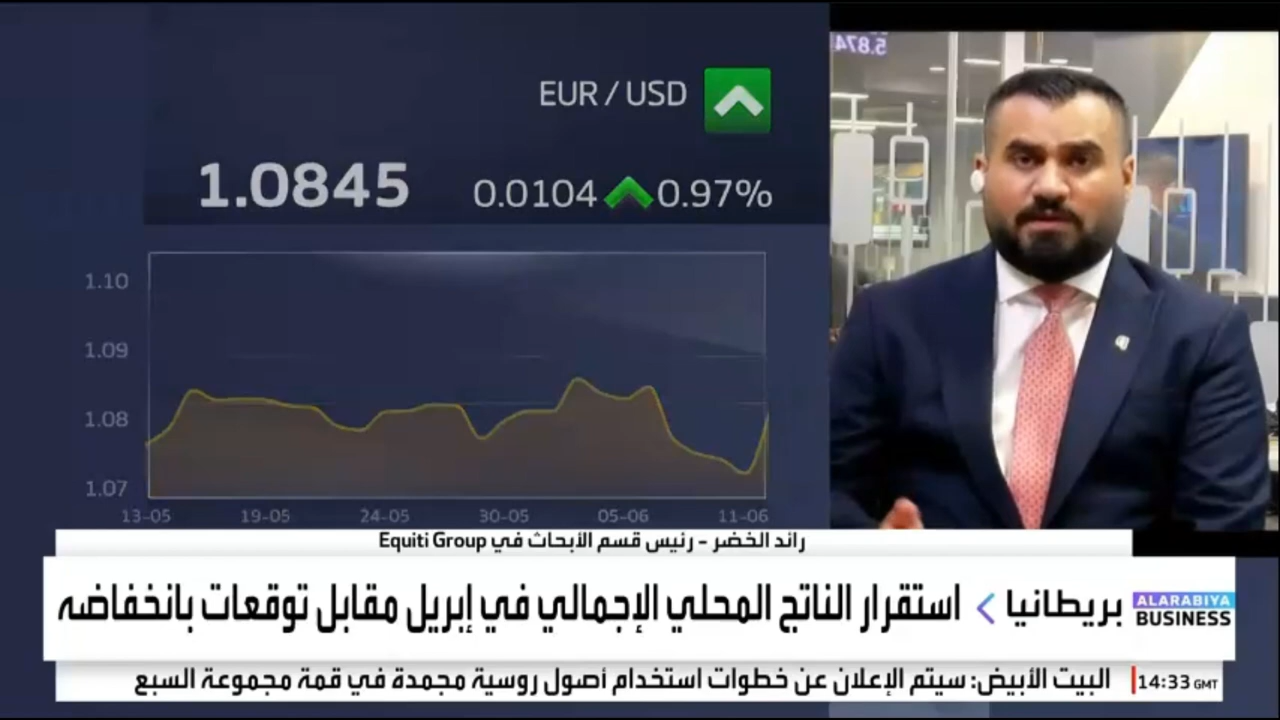 5.874
EUR / USD
1.0845
0.0104 0.97%
1.10
1.09
1.08
1.07
13-05 19-05 24-05 30-05 05-06 11-06
رائد الخضر - رئيس قسم الأبحاث في Equiti Group
ALARABIYA BUSINESS
بريطانيا > استقرار الناتج المحلي الإجمالي في إبريل مقابل توقعات بانخفاضه
14:33 GMT
البيت الأبيض: سيتم الإعلان عن خطوات استخدام أصول روسية مجمدة في قمة مجموعة السبع